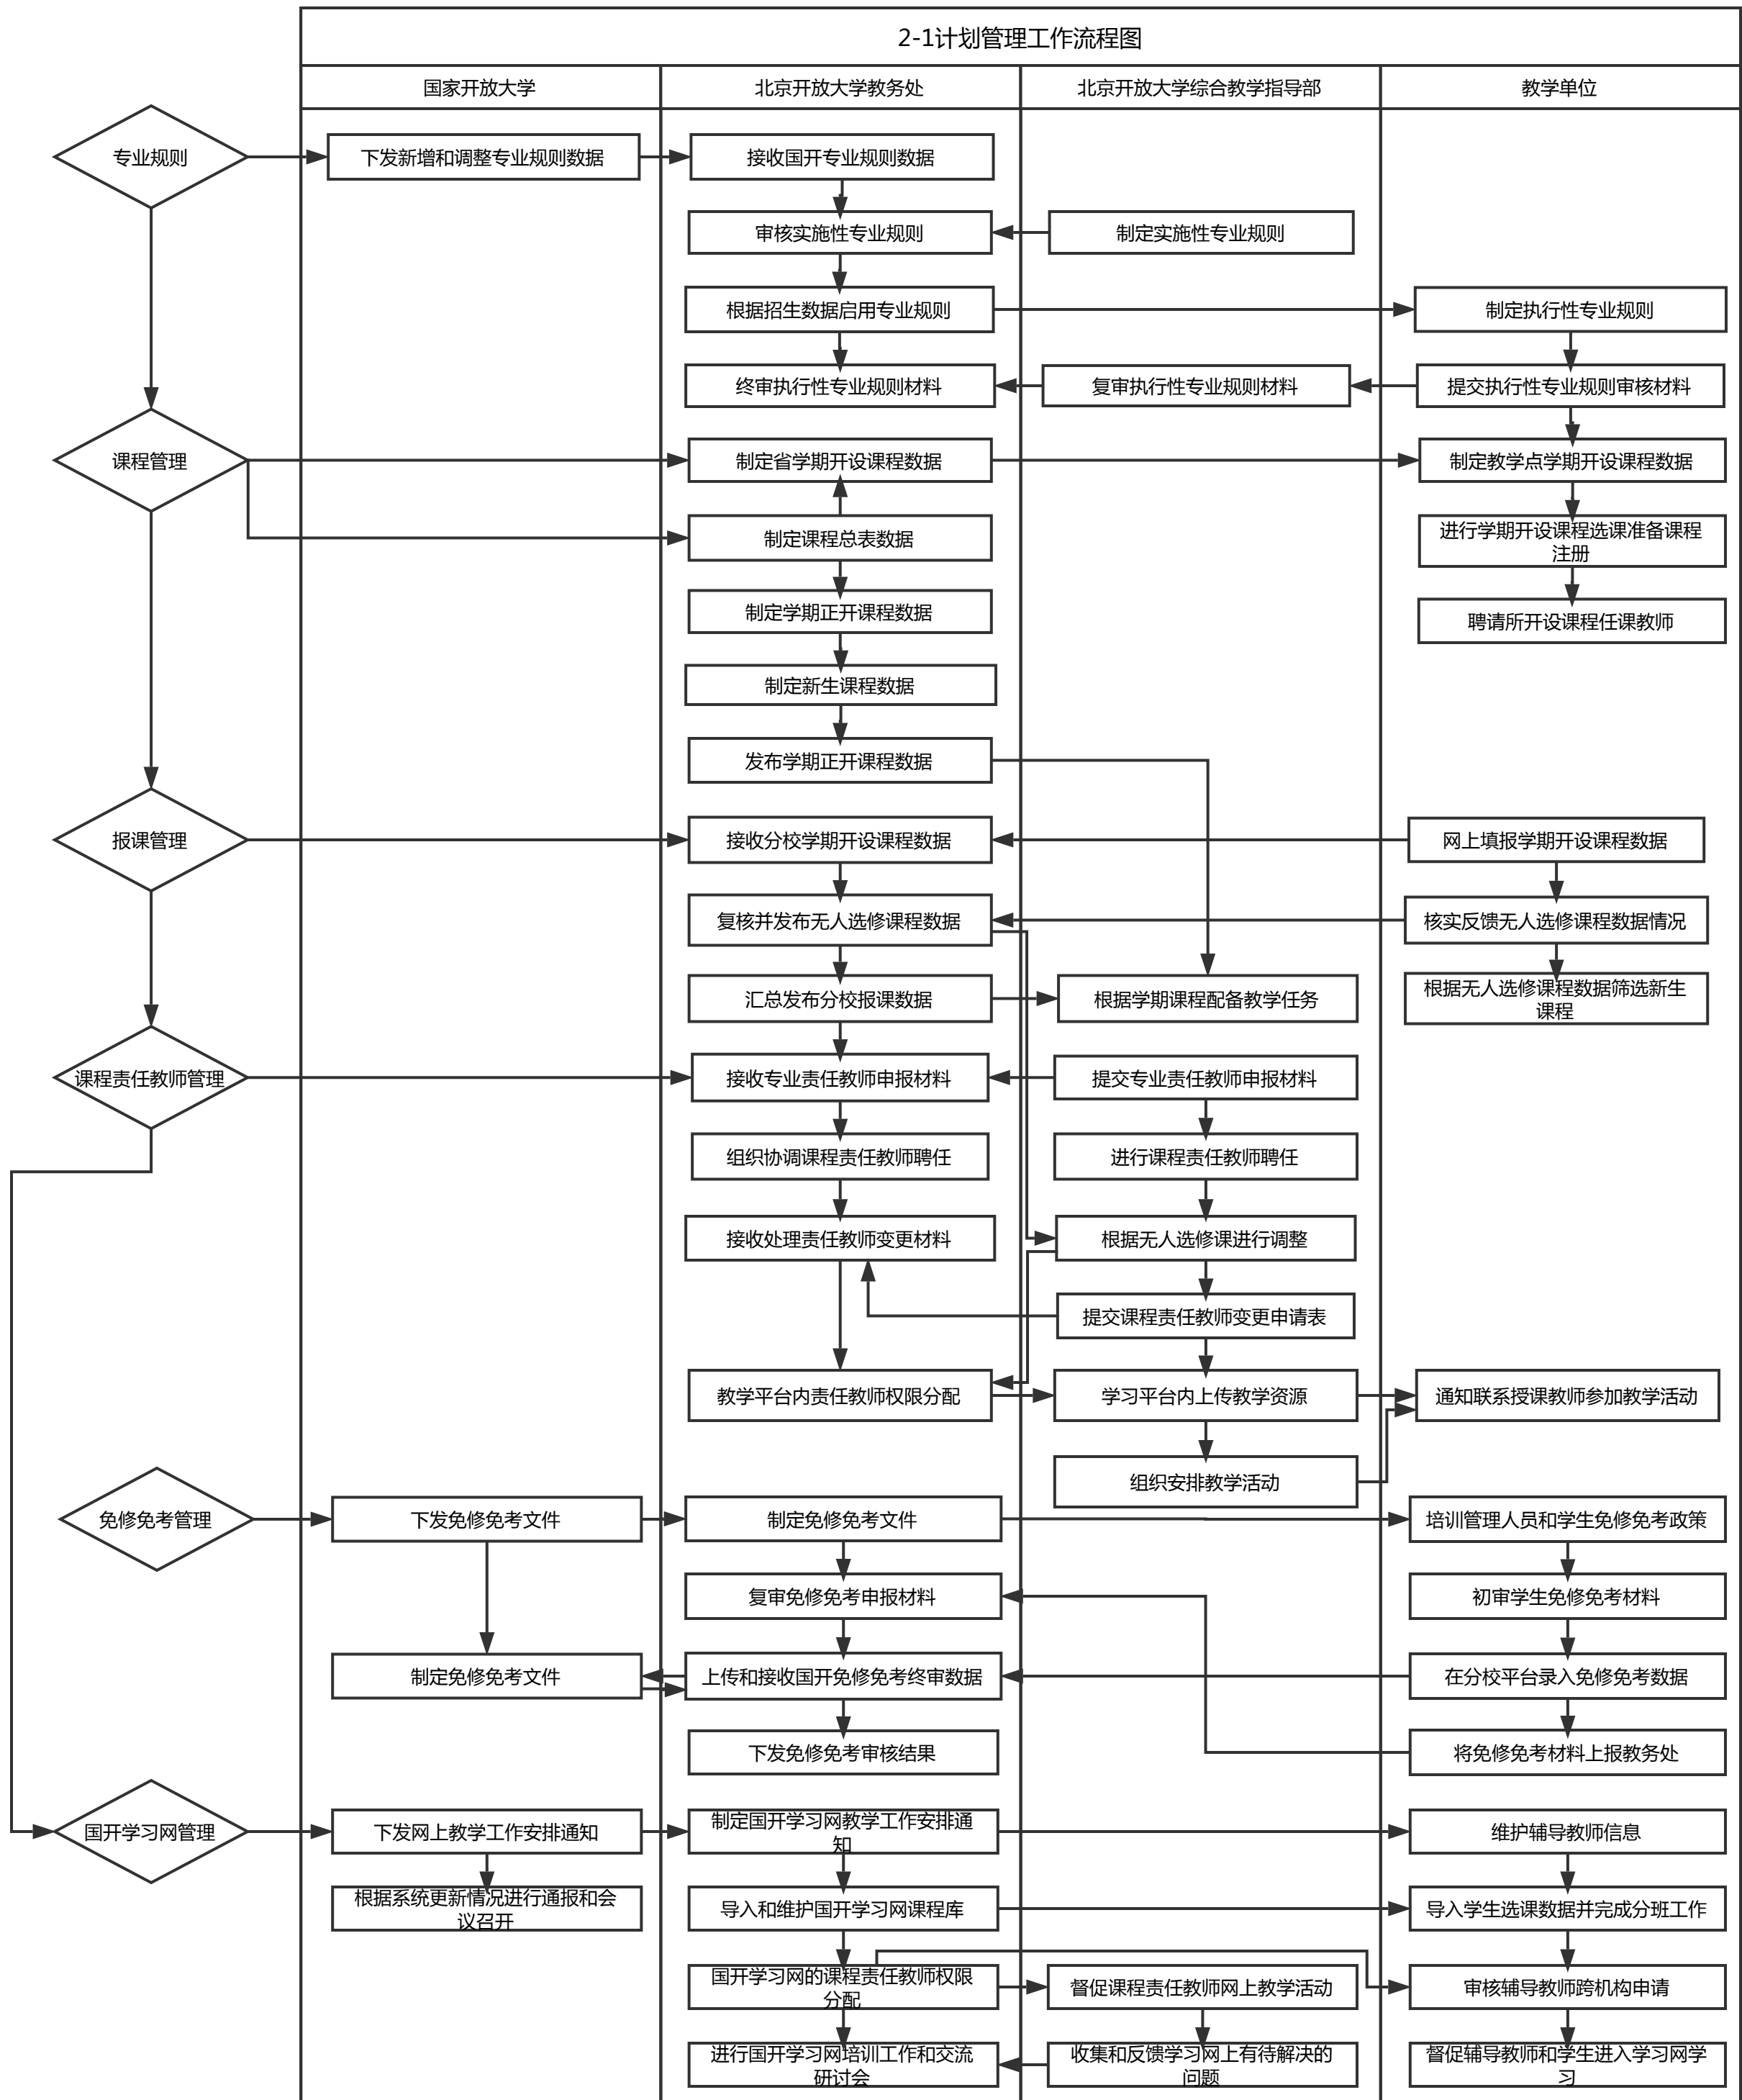 2-1计划管理工作流程图
国家开放大学
北京开放大学教务处
北京开放大学综合教学指导部
教学单位
专业规则
下发新增和调整专业规则数据
接收国开专业规则数据
审核实施性专业规则
制定实施性专业规则
根据招生数据启用专业规则
制定执行性专业规则
终审执行性专业规则材料
复审执行性专业规则材料
提交执行性专业规则审核材料
课程管理
制定省学期开设课程数据
制定教学点学期开设课程数据
制定课程总表数据
进行学期开设课程选课准备课程
注册
制定学期正开课程数据
聘请所开设课程任课教师
制定新生课程数据
发布学期正开课程数据
报课管理
接收分校学期开设课程数据
网上填报学期开设课程数据
复核并发布无人选修课程数据
核实反馈无人选修课程数据情况
汇总发布分校报课数据
根据学期课程配备教学任务
根据无人选修课程数据筛选新生
课程
课程责任教师管理
接收专业责任教师申报材料
提交专业责任教师申报材料
组织协调课程责任教师聘任
进行课程责任教师聘任
接收处理责任教师变更材料
根据无人选修课进行调整
提交课程责任教师变更申请表
教学平台内责任教师权限分配
学习平台内上传教学资源
通知联系授课教师参加教学活动
组织安排教学活动
免修免考管理
下发免修免考文件
制定免修免考文件
培训管理人员和学生免修免考政策
复审免修免考申报材料
初审学生免修免考材料
制定免修免考文件
上传和接收国开免修免考终审数据
在分校平台录入免修免考数据
下发免修免考审核结果
将免修免考材料上报教务处
国开学习网管理
下发网上教学工作安排通知
制定国开学习网教学工作安排通
知
维护辅导教师信息
根据系统更新情况进行通报和会
议召开
导入和维护国开学习网课程库
导入学生选课数据并完成分班工作
国开学习网的课程责任教师权限
分配
督促课程责任教师网上教学活动
审核辅导教师跨机构申请
进行国开学习网培训工作和交流
研讨会
收集和反馈学习网上有待解决的
问题
督促辅导教师和学生进入学习网学
习